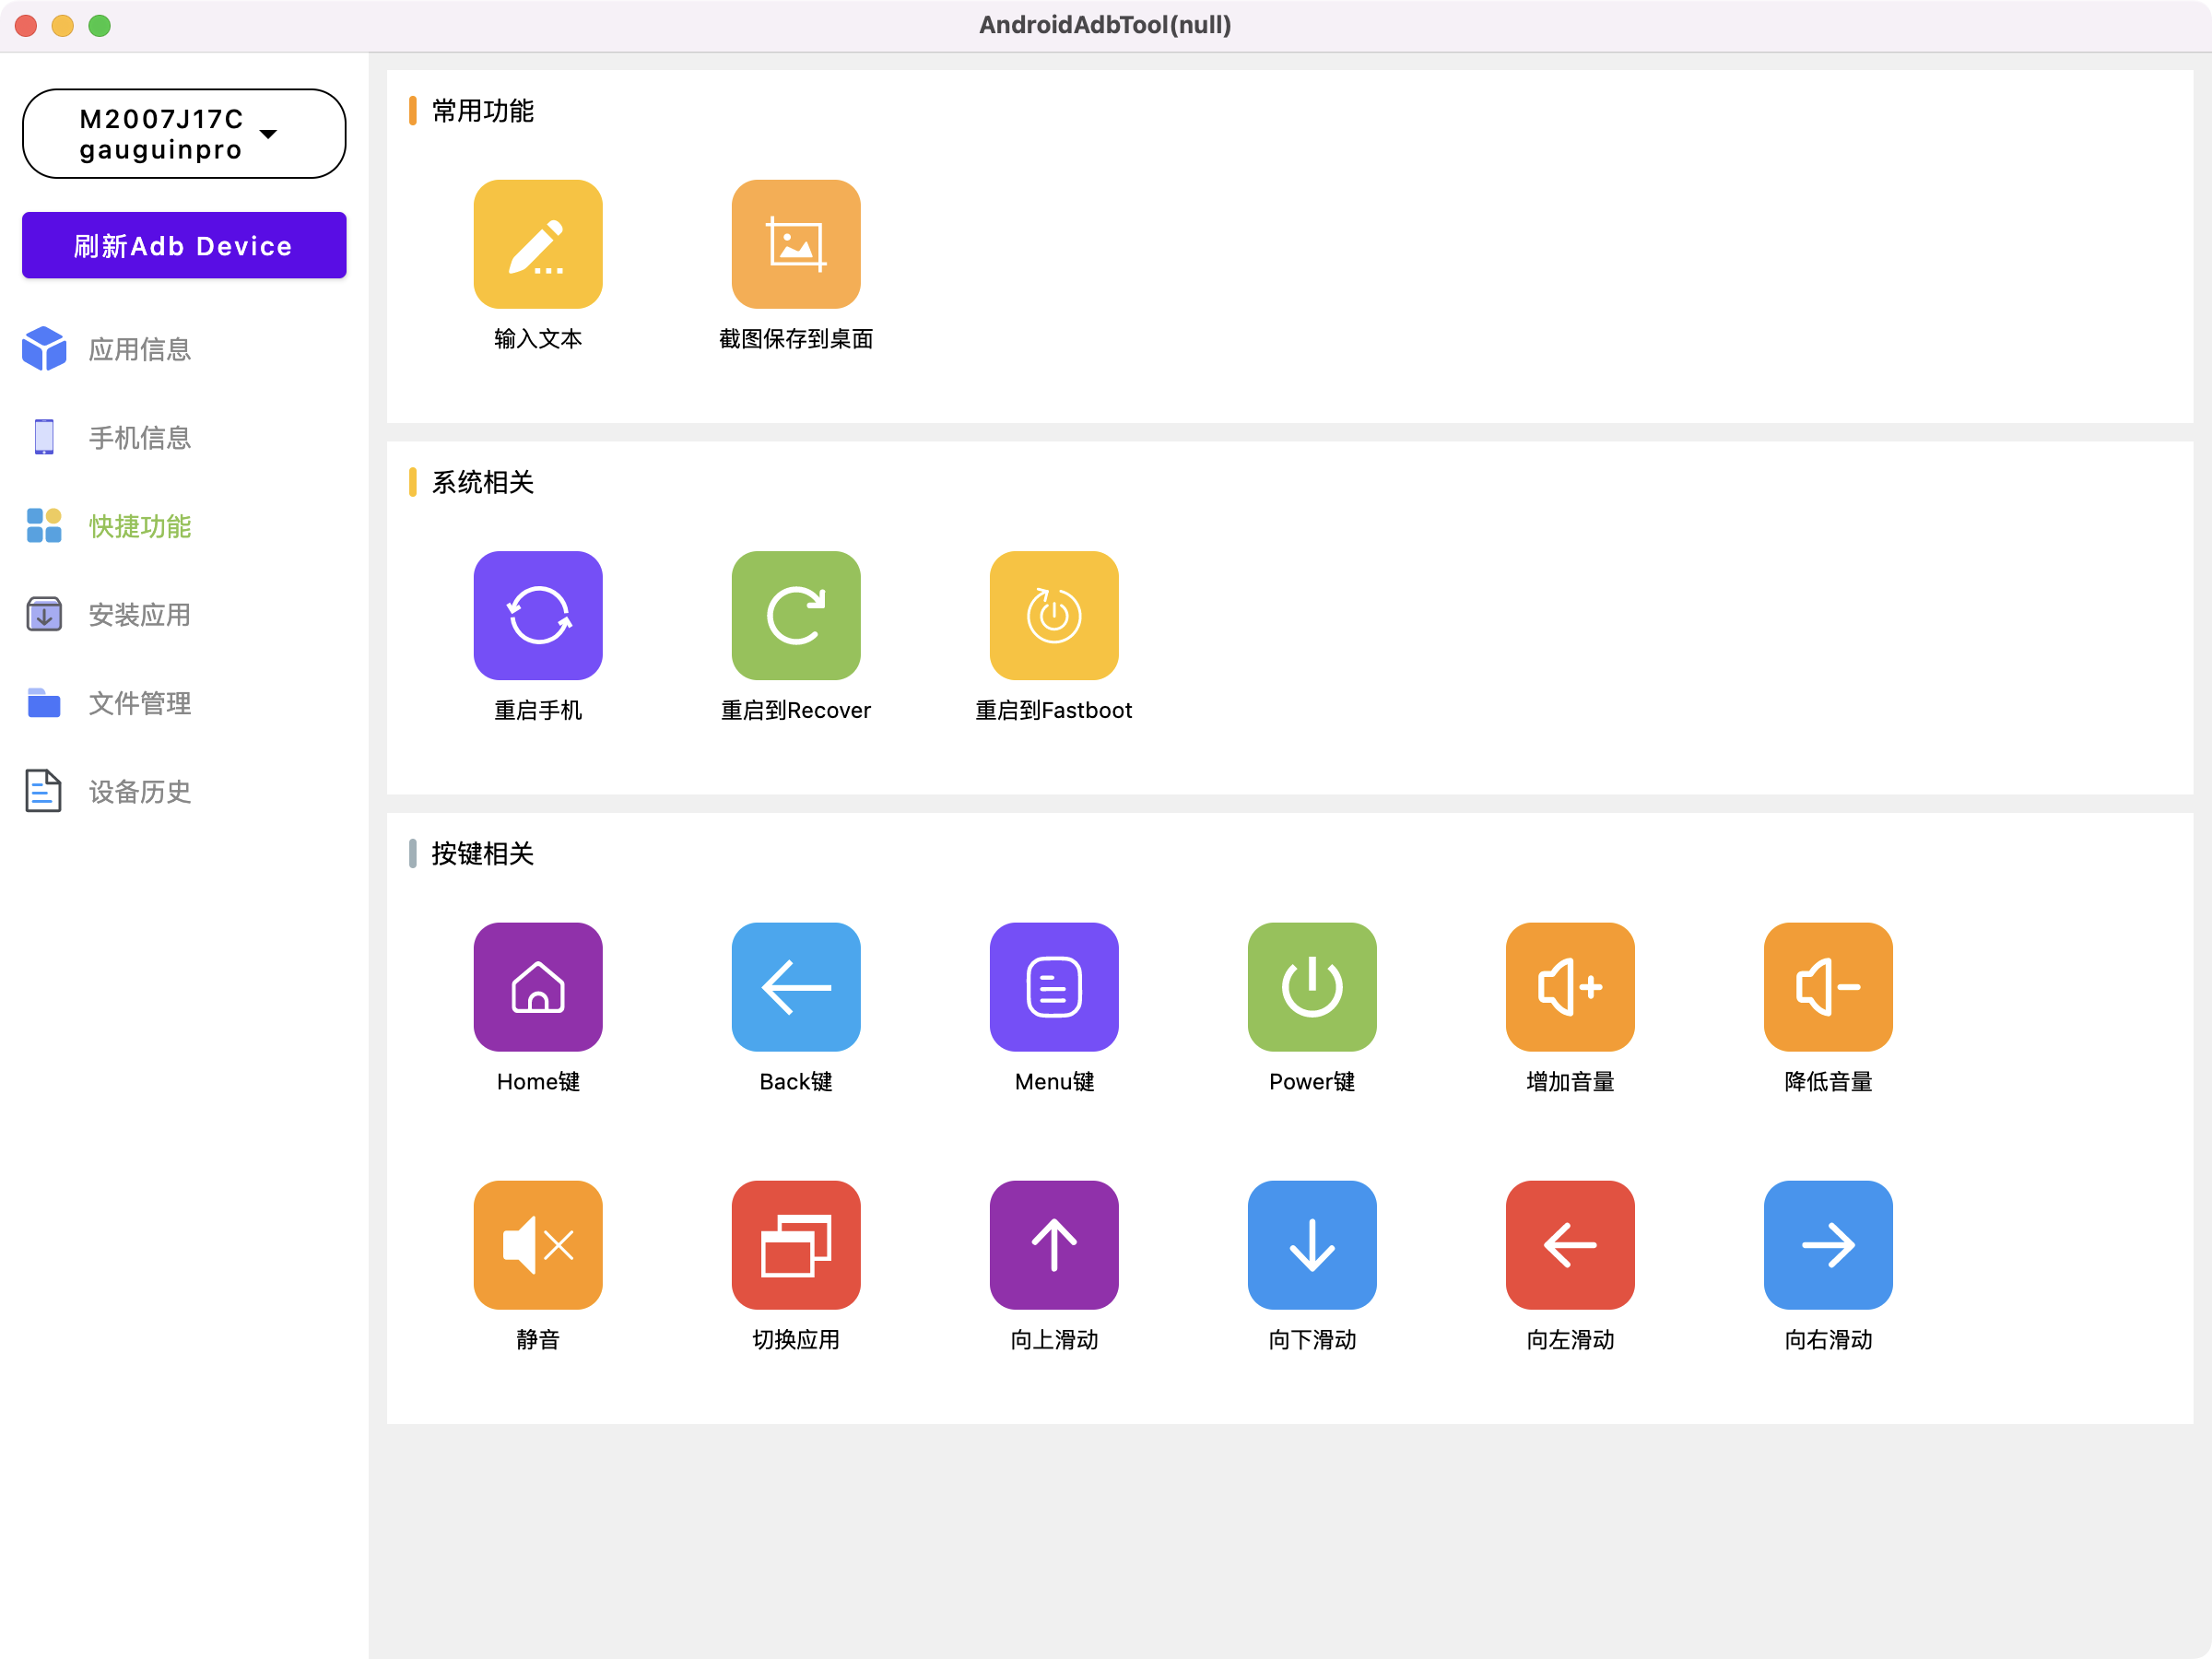 AndroidAdbTool(null)
M2007J17C
gauguinpro
刷新Adb Device
应用信息
手机信息
快捷功能
安装应用
文件管理
设备历史
常用功能
输入文本
截图保存到桌面
系统相关
重启手机
重启到Recover
重启到Fastboot
按键相关
Home键
Back键
Menu键
Power键
增加音量
降低音量
静音
切换应用
向上滑动
向下滑动
向左滑动
向右滑动